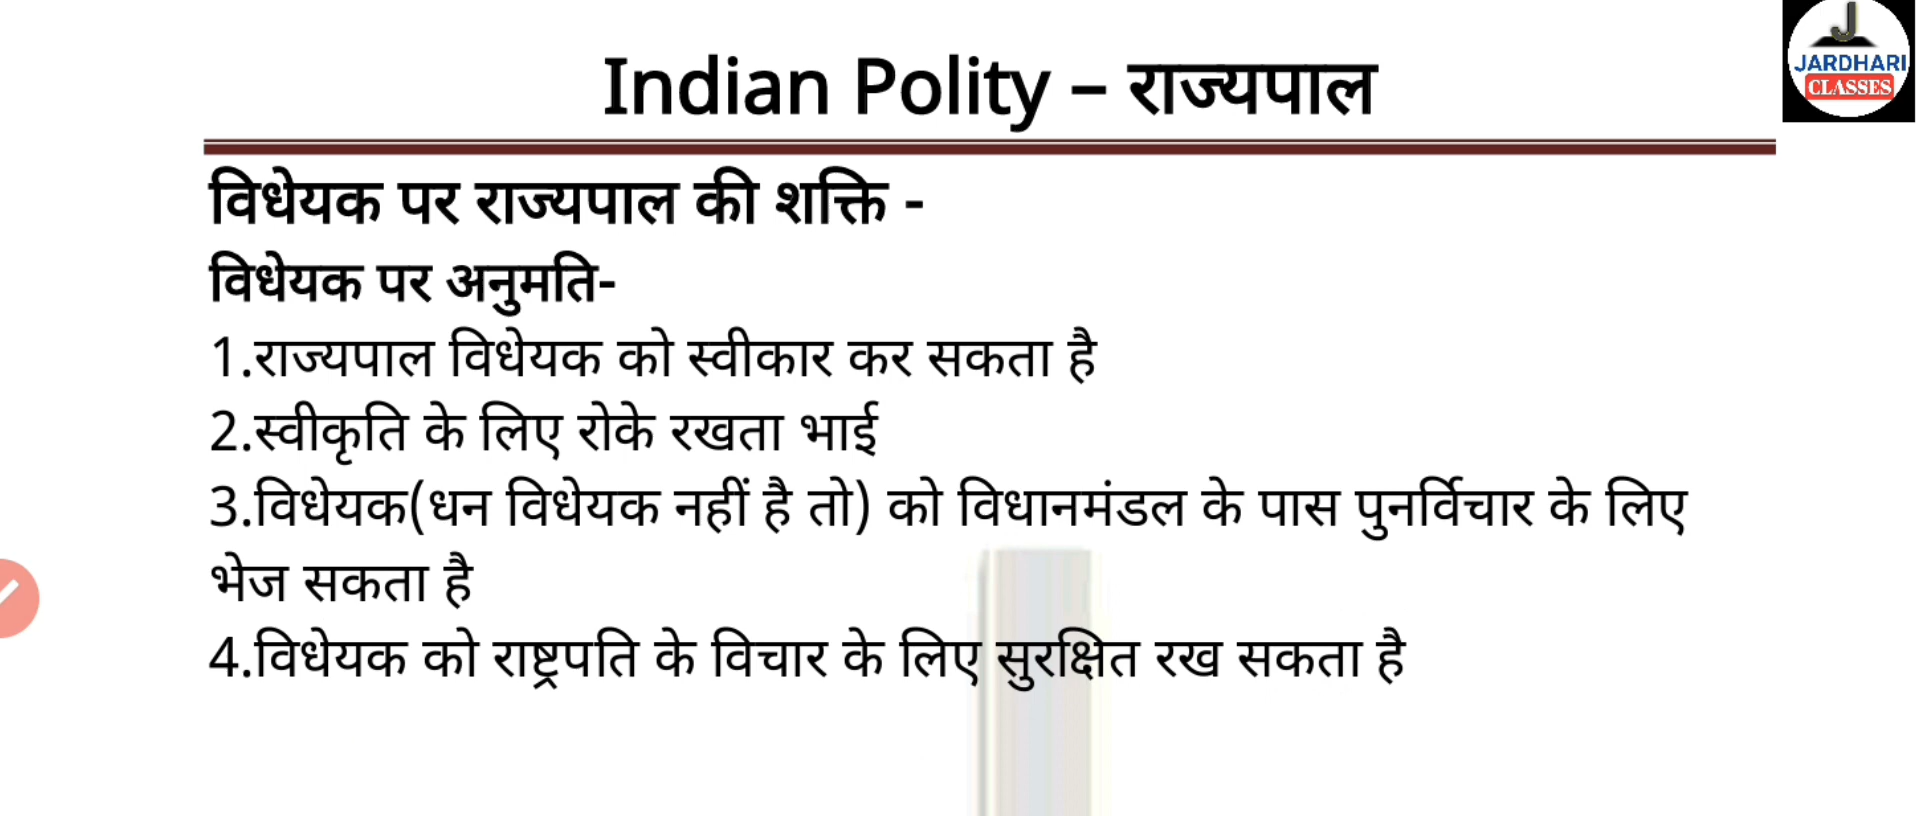 J
JARDHARI
CLASSES
Indian Polity – राज्यपाल
विधेयक पर राज्यपाल की शक्ति -
विधेयक पर अनुमति-
1.राज्यपाल विधेयक को स्वीकार कर सकता है
2.स्वीकृति के लिए रोके रखता भाई
3.विधेयक(धन विधेयक नहीं है तो) को विधानमंडल के पास पुनर्विचार के लिए
भेज सकता है
4.विधेयक को राष्ट्रपति के विचार के लिए सुरक्षित रख सकता है